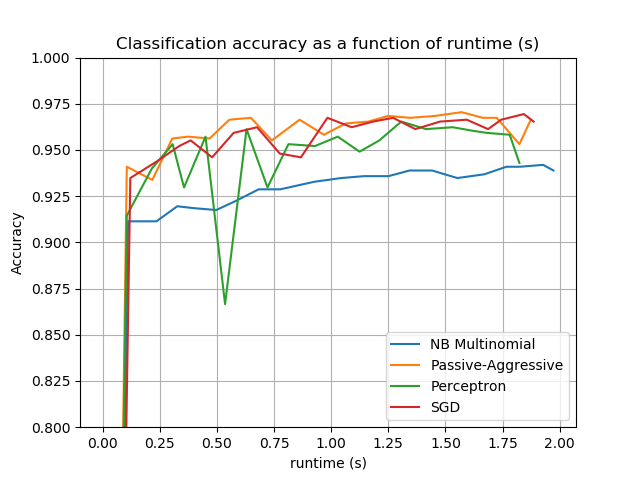 Classification accuracy as a function of runtime (s)
1.000
0.975
0.950
0.925
0.900
0.875
0.850
0.825
0.800
Accuracy
NB Multinomial
Passive-Aggressive
Perceptron
SGD
0.00 0.25 0.50 0.75 1.00 1.25 1.50 1.75 2.00
runtime (s)